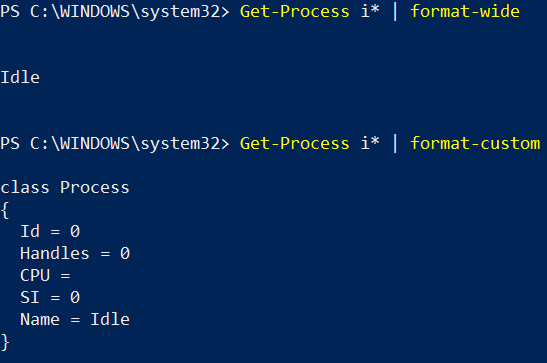 PS C:\WINDOWS\system32> Get-Process i* | format-wide
Idle
PS C:\WINDOWS\system32> Get-Process i* | format-custom
class Process
{
  Id = 0
  Handles = 0
  CPU =
  SI = 0
  Name = Idle
}